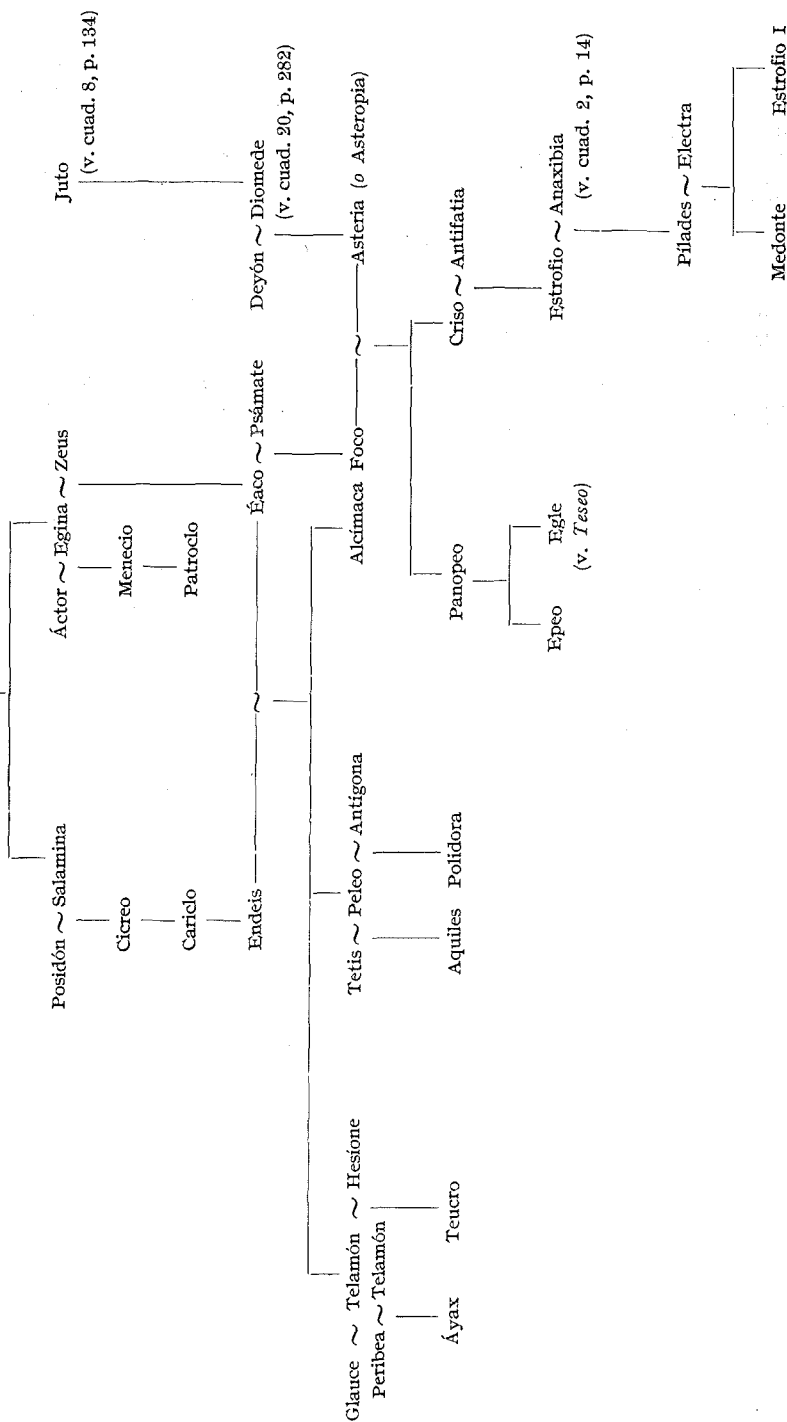 Juto
(v. cuad. 8, p. 134)
Posidón ~ Salamina
Áctor ~ Egina ~ Zeus
Cicreo
Menecio
Cariclo
Patroclo
Deyón ~ Diomede
(v. cuad. 20, p. 282)
Endeis ~ Éaco ~ Psámate
Glauce ~ Telamón ~ Hesíone
Peribea ~ Telamón
Tetis ~ Peleo ~ Antígona
Alcímaca
Foco ~ Asteria (o Asteropia)
Áyax
Teucro
Aquiles
Polidora
Panopeo
Criso ~ Antifatia
Epeo
Egle
(v. Teseo)
Estrofio ~ Anaxibia
(v. cuad. 2, p. 14)
Pílades ~ Electra
Medonte
Estrofio I